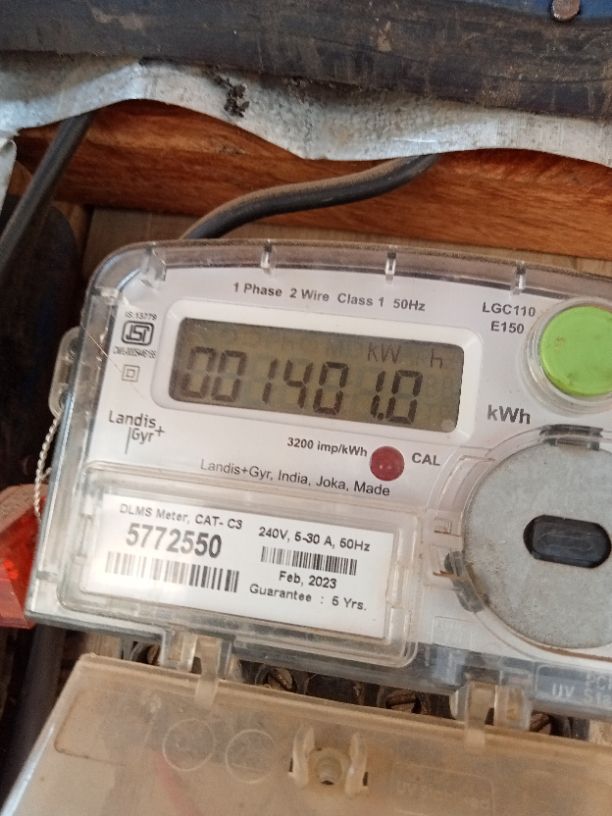 1 Phase 2 Wire Class 1 50Hz
LGC110
E150
IS:13779
kW h
001401.0
kWh
Landis+
Gyr
3200 imp/kWh
CAL
Landis+Gyr, India, Joka, Made
DLMS Meter, CAT- C3
5772550
240V, 5-30 A, 50Hz
Feb, 2023
Guarantee : 5 Yrs.
UV